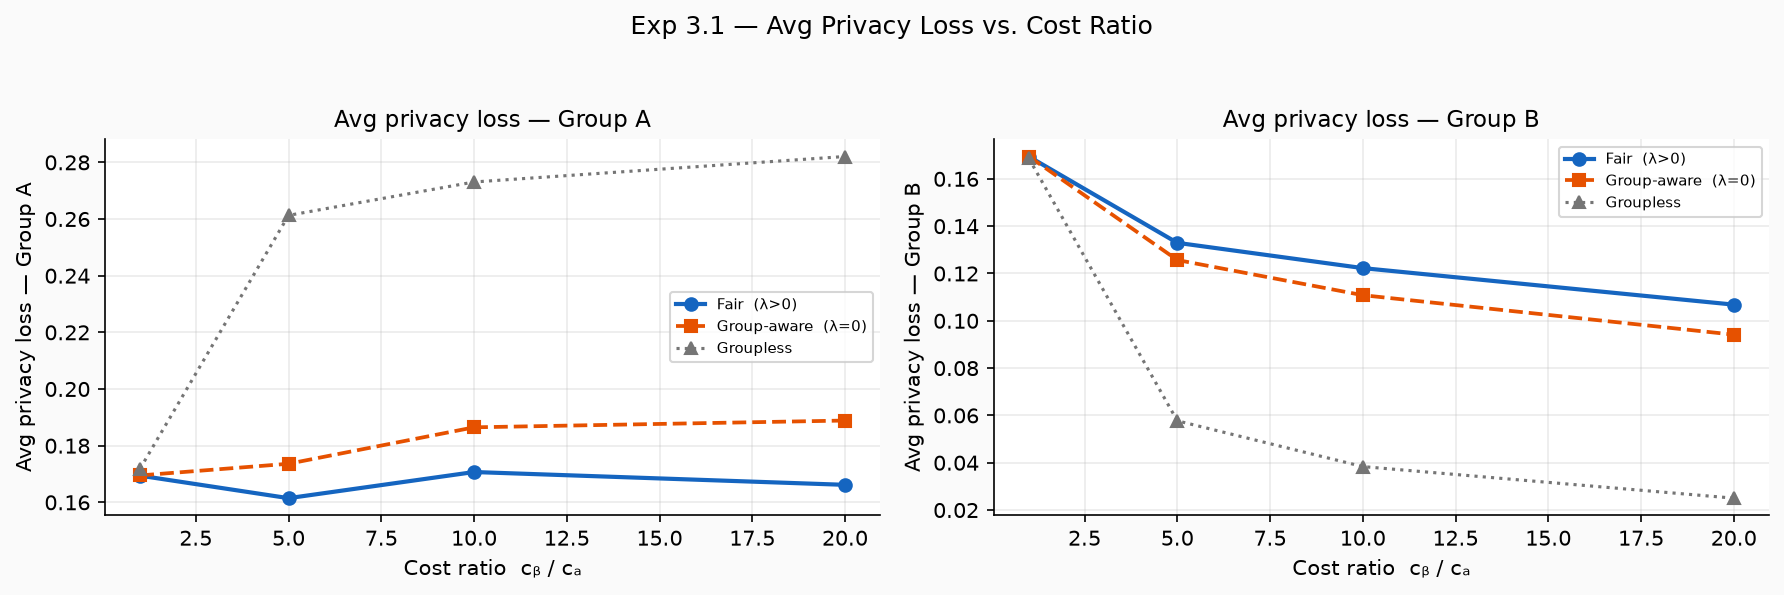 Exp 3.1 — Avg Privacy Loss vs. Cost Ratio
Avg privacy loss — Group A
Avg privacy loss — Group A
0.28
0.26
0.24
0.22
0.20
0.18
0.16
2.5 5.0 7.5 10.0 12.5 15.0 17.5 20.0
Cost ratio cᵦ / cₐ
Fair (λ>0)
Group-aware (λ=0)
Groupless
Avg privacy loss — Group B
Avg privacy loss — Group B
0.16
0.14
0.12
0.10
0.08
0.06
0.04
0.02
2.5 5.0 7.5 10.0 12.5 15.0 17.5 20.0
Cost ratio cᵦ / cₐ
Fair (λ>0)
Group-aware (λ=0)
Groupless